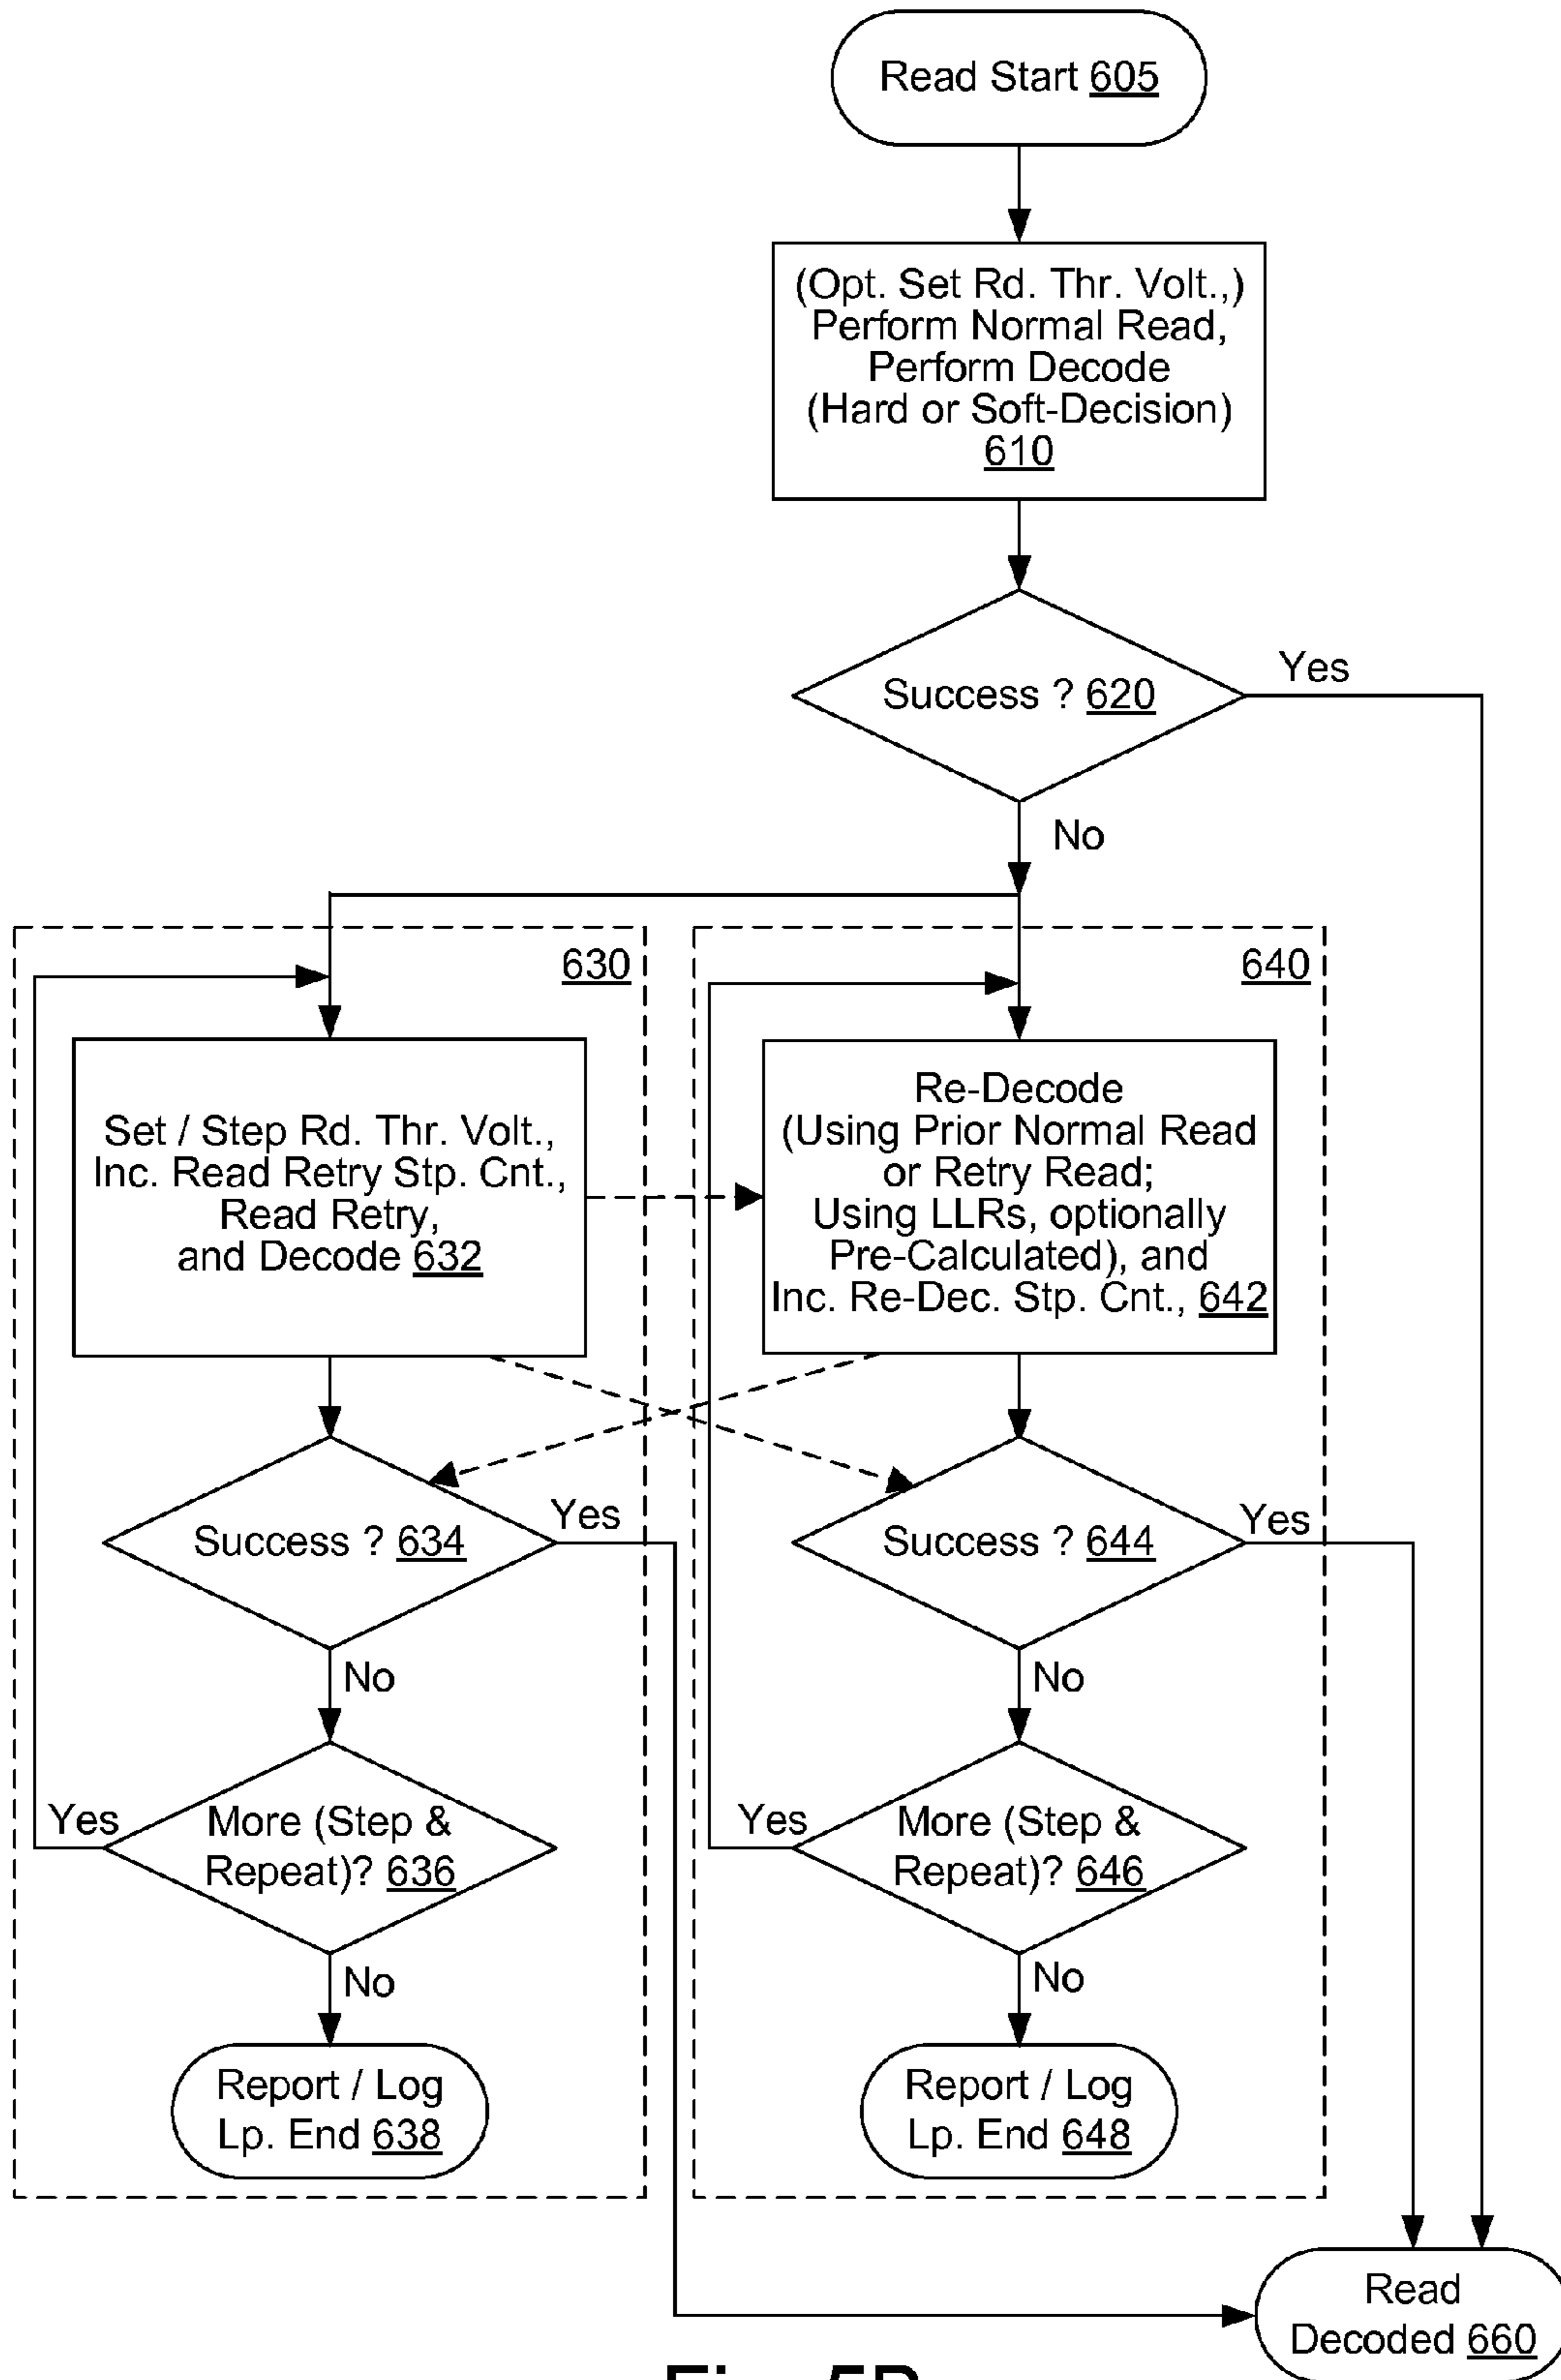 Read Start 605
(Opt. Set Rd. Thr. Volt.,)
Perform Normal Read,
Perform Decode
(Hard or Soft-Decision)
610
Success ? 620
Yes
No
630
Set / Step Rd. Thr. Volt.,
Inc. Read Retry Stp. Cnt.,
Read Retry,
and Decode 632
Success ? 634
Yes
No
More (Step &
Repeat)? 636
Yes
No
Report / Log
Lp. End 638
640
Re-Decode
(Using Prior Normal Read
or Retry Read;
Using LLRs, optionally
Pre-Calculated), and
Inc. Re-Dec. Stp. Cnt., 642
Success ? 644
Yes
No
More (Step &
Repeat)? 646
Yes
No
Report / Log
Lp. End 648
Read
Decoded 660